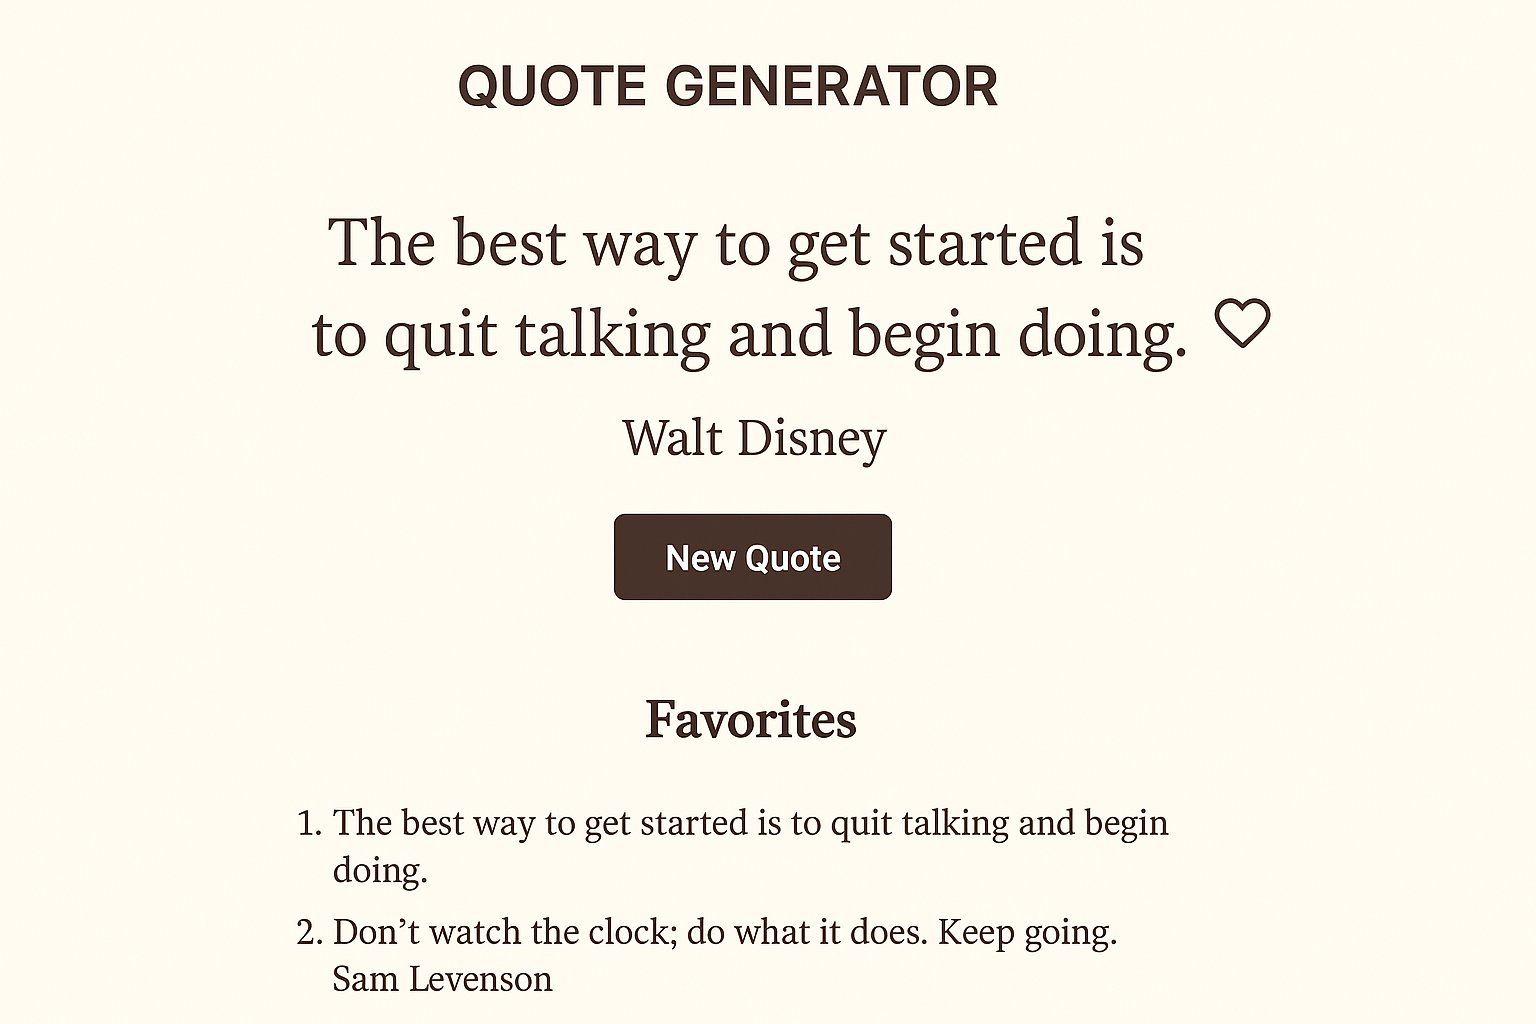 QUOTE GENERATOR
The best way to get started is
to quit talking and begin doing.
Walt Disney
New Quote
Favorites
1. The best way to get started is to quit talking and begin
doing.
2. Don’t watch the clock; do what it does. Keep going.
Sam Levenson